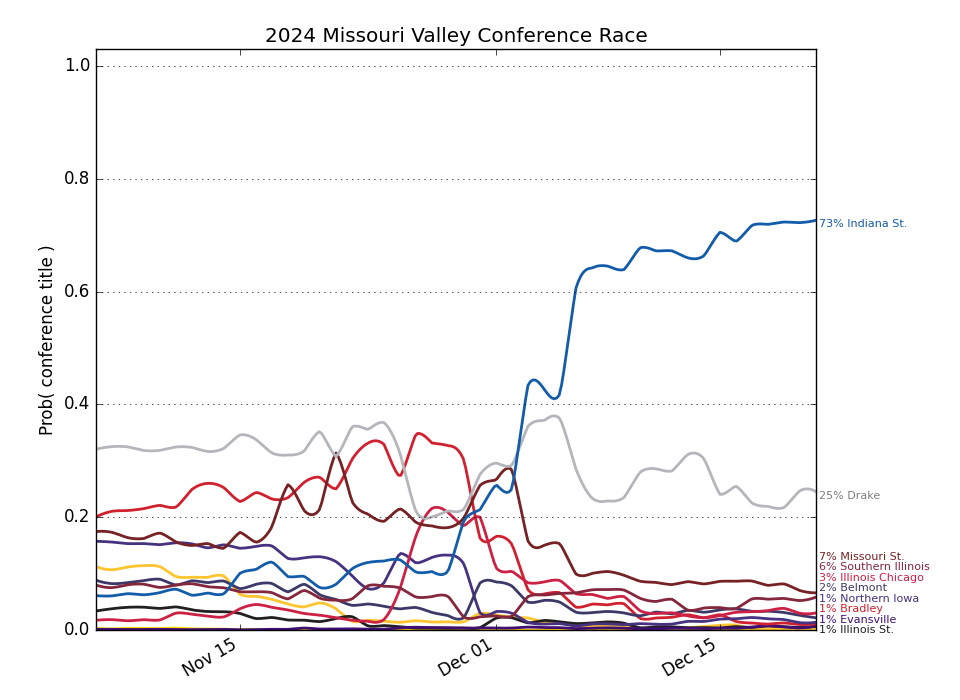 2024 Missouri Valley Conference Race
Prob( conference title )
1.0
0.8
0.6
0.4
0.2
0.0
Nov 15
Dec 01
Dec 15
73% Indiana St.
25% Drake
7% Missouri St.
6% Southern Illinois
3% Illinois Chicago
2% Belmont
1% Northern Iowa
1% Bradley
1% Evansville
1% Illinois St.